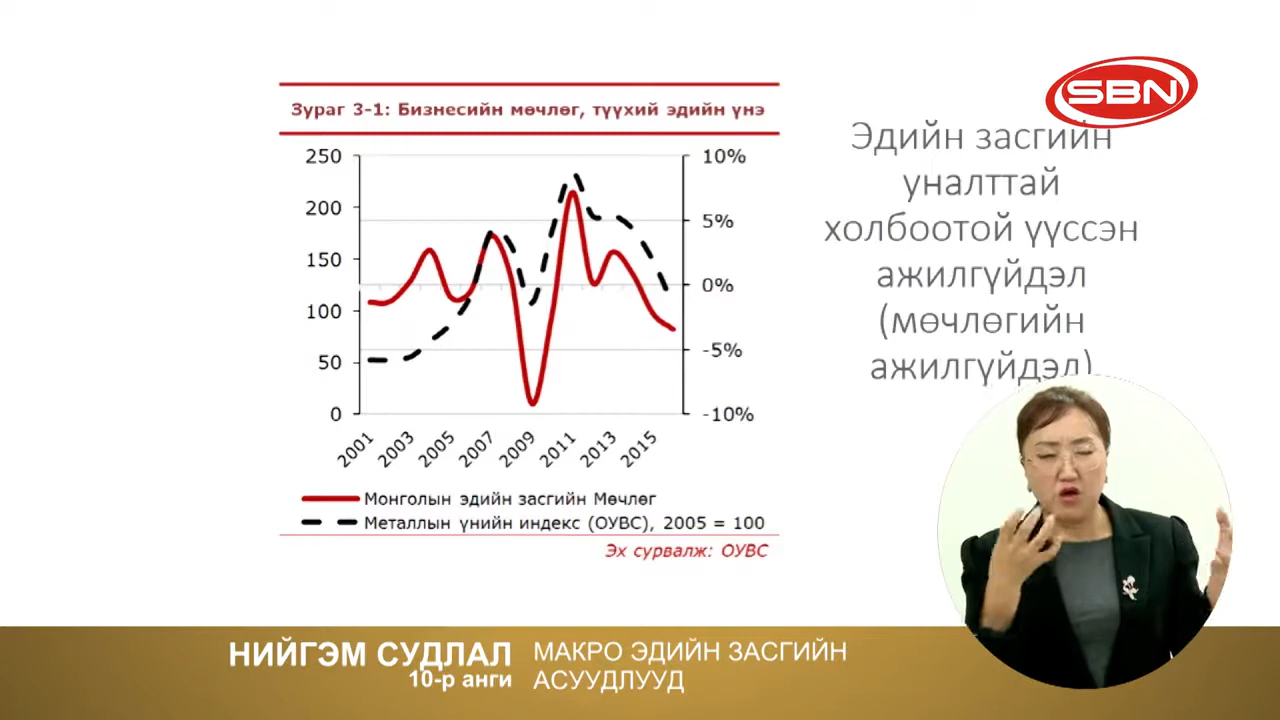 SBN
Зураг 3-1: Бизнесийн мөчлөг, түүхий эдийн үнэ
250
200
150
100
50
0
10%
5%
0%
-5%
-10%
2001
2003
2005
2007
2009
2011
2013
2015
Монголын эдийн засгийн Мөчлөг
Металлын үнийн индекс (ОУВС), 2005 = 100
Эх сурвалж: ОУВС
Эдийн засгийн
уналттай
холбоотой үүссэн
ажилгүйдэл
(мөчлөгийн
ажилгүйдэл)
НИЙГЭМ СУДЛАЛ
10-р анги
МАКРО ЭДИЙН ЗАСГИЙН
АСУУДЛУУД